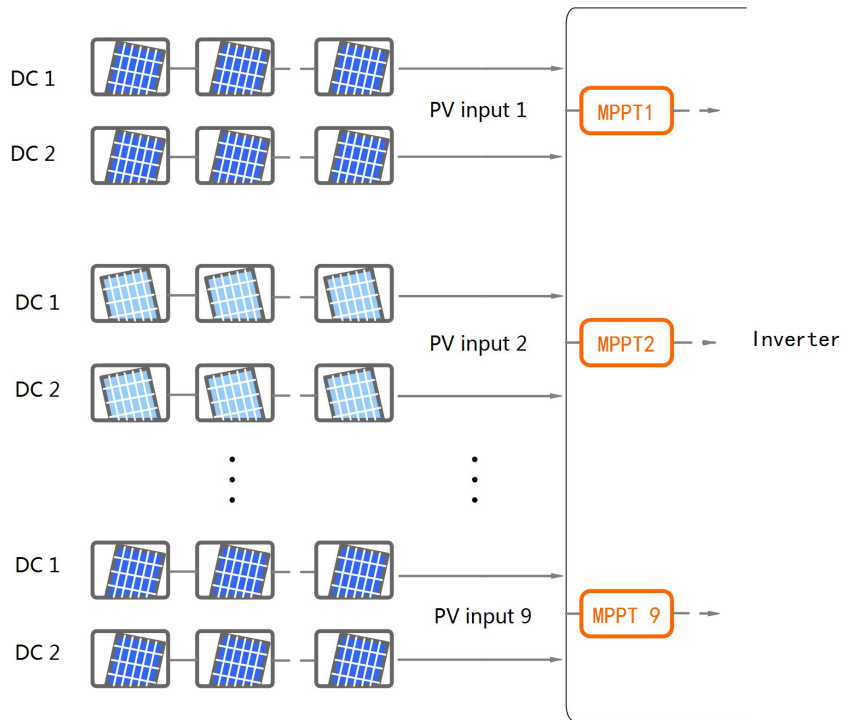 DC 1
PV input 1
MPPT1
DC 2
DC 1
PV input 2
MPPT2
Inverter
DC 2
DC 1
PV input 9
MPPT 9
DC 2